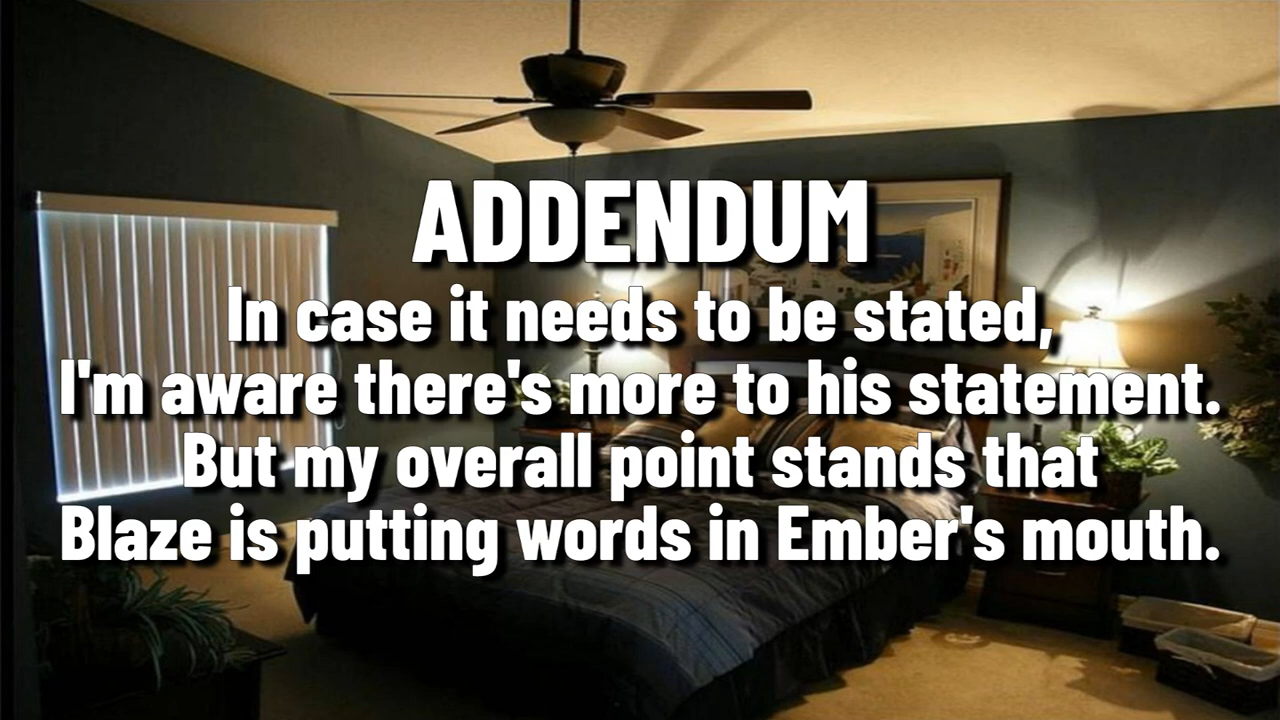 ADDENDUM
In case it needs to be stated,
I'm aware there's more to his statement.
But my overall point stands that
Blaze is putting words in Ember's mouth.